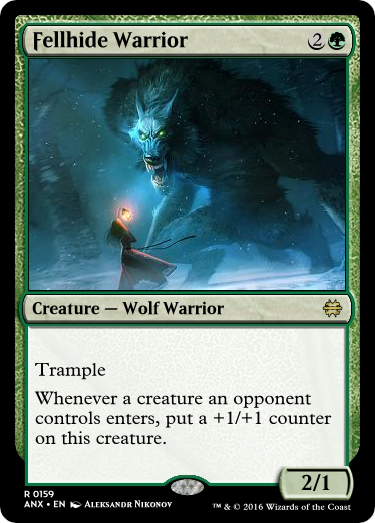 Fellhide Warrior 2
Creature — Wolf Warrior
Trample
Whenever a creature an opponent
controls enters, put a +1/+1 counter
on this creature.
2/1
R 0159
ANX • EN Aleksandr Nikonov
™ & © 2016 Wizards of the Coast